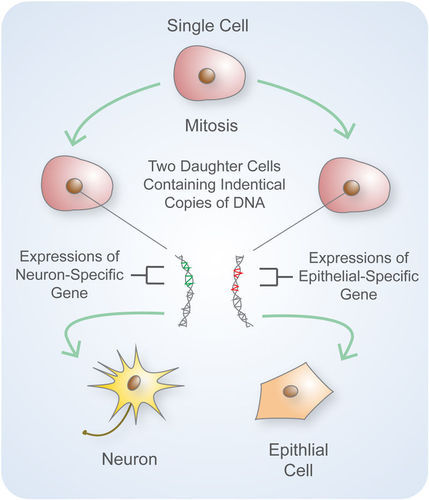 Single Cell
Mitosis
Two Daughter Cells
Containing Indentical
Copies of DNA
Expressions of
Neuron-Specific
Gene
Expressions of
Epithelial-Specific
Gene
Neuron
Epithlial
Cell